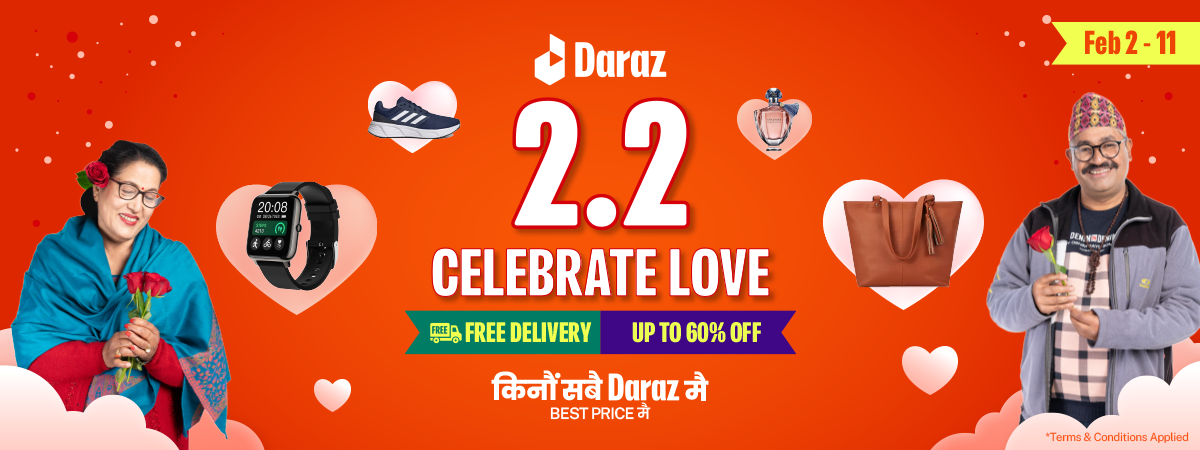 Feb 2 - 11
Daraz
2.2
CELEBRATE LOVE
FREE FREE DELIVERY UP TO 60% OFF
किनौं सबै Daraz मै
BEST PRICE मै
20:08
*Terms & Conditions Applied